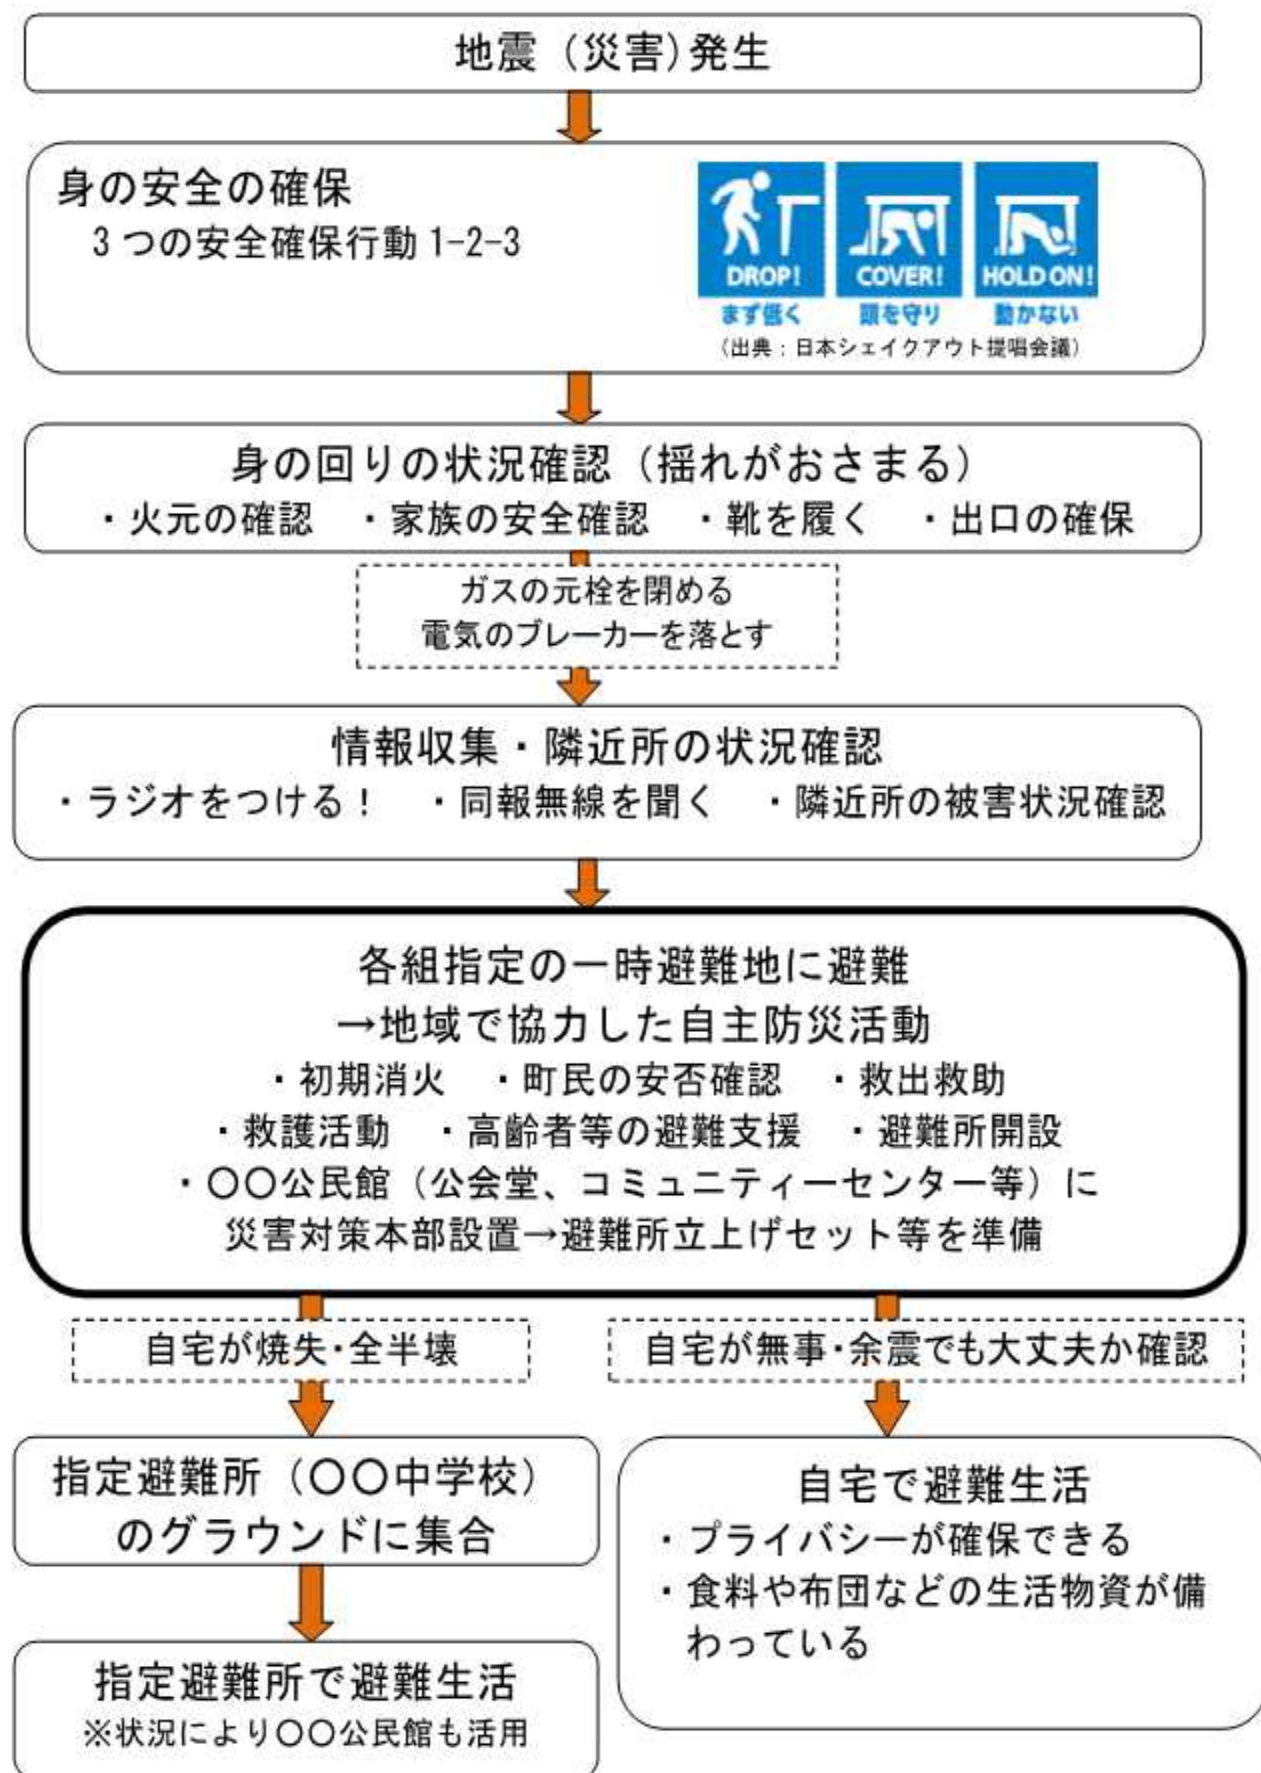 地震（災害)発生
身の安全の確保
3つの安全確保行動1-2-3
DROP!
COVER!
HOLD ON!
まず低く
頭を守り
動かない
（出典：日本シェイクアウト提唱会議）
身の回りの状況確認（揺れがおさまる）
・火元の確認　・家族の安全確認　・靴を履く　・出口の確保
ガスの元栓を閉める
電気のブレーカーを落とす
情報収集・隣近所の状況確認
・ラジオをつける！　・同報無線を聞く　・隣近所の被害状況確認
各組指定の一時避難地に避難
→地域で協力した自主防災活動
・初期消火　・町民の安否確認　・救出救助
・救護活動　・高齢者等の避難支援　・避難所開設
・〇〇公民館（公会堂、コミュニティーセンター等）に
災害対策本部設置→避難所立上げセット等を準備
自宅が焼失・全半壊
自宅が無事・余震でも大丈夫か確認
指定避難所（〇〇中学校）
のグラウンドに集合
自宅で避難生活
・プライバシーが確保できる
・食料や布団などの生活物資が備
わっている
指定避難所で避難生活
※状況により〇〇公民館も活用